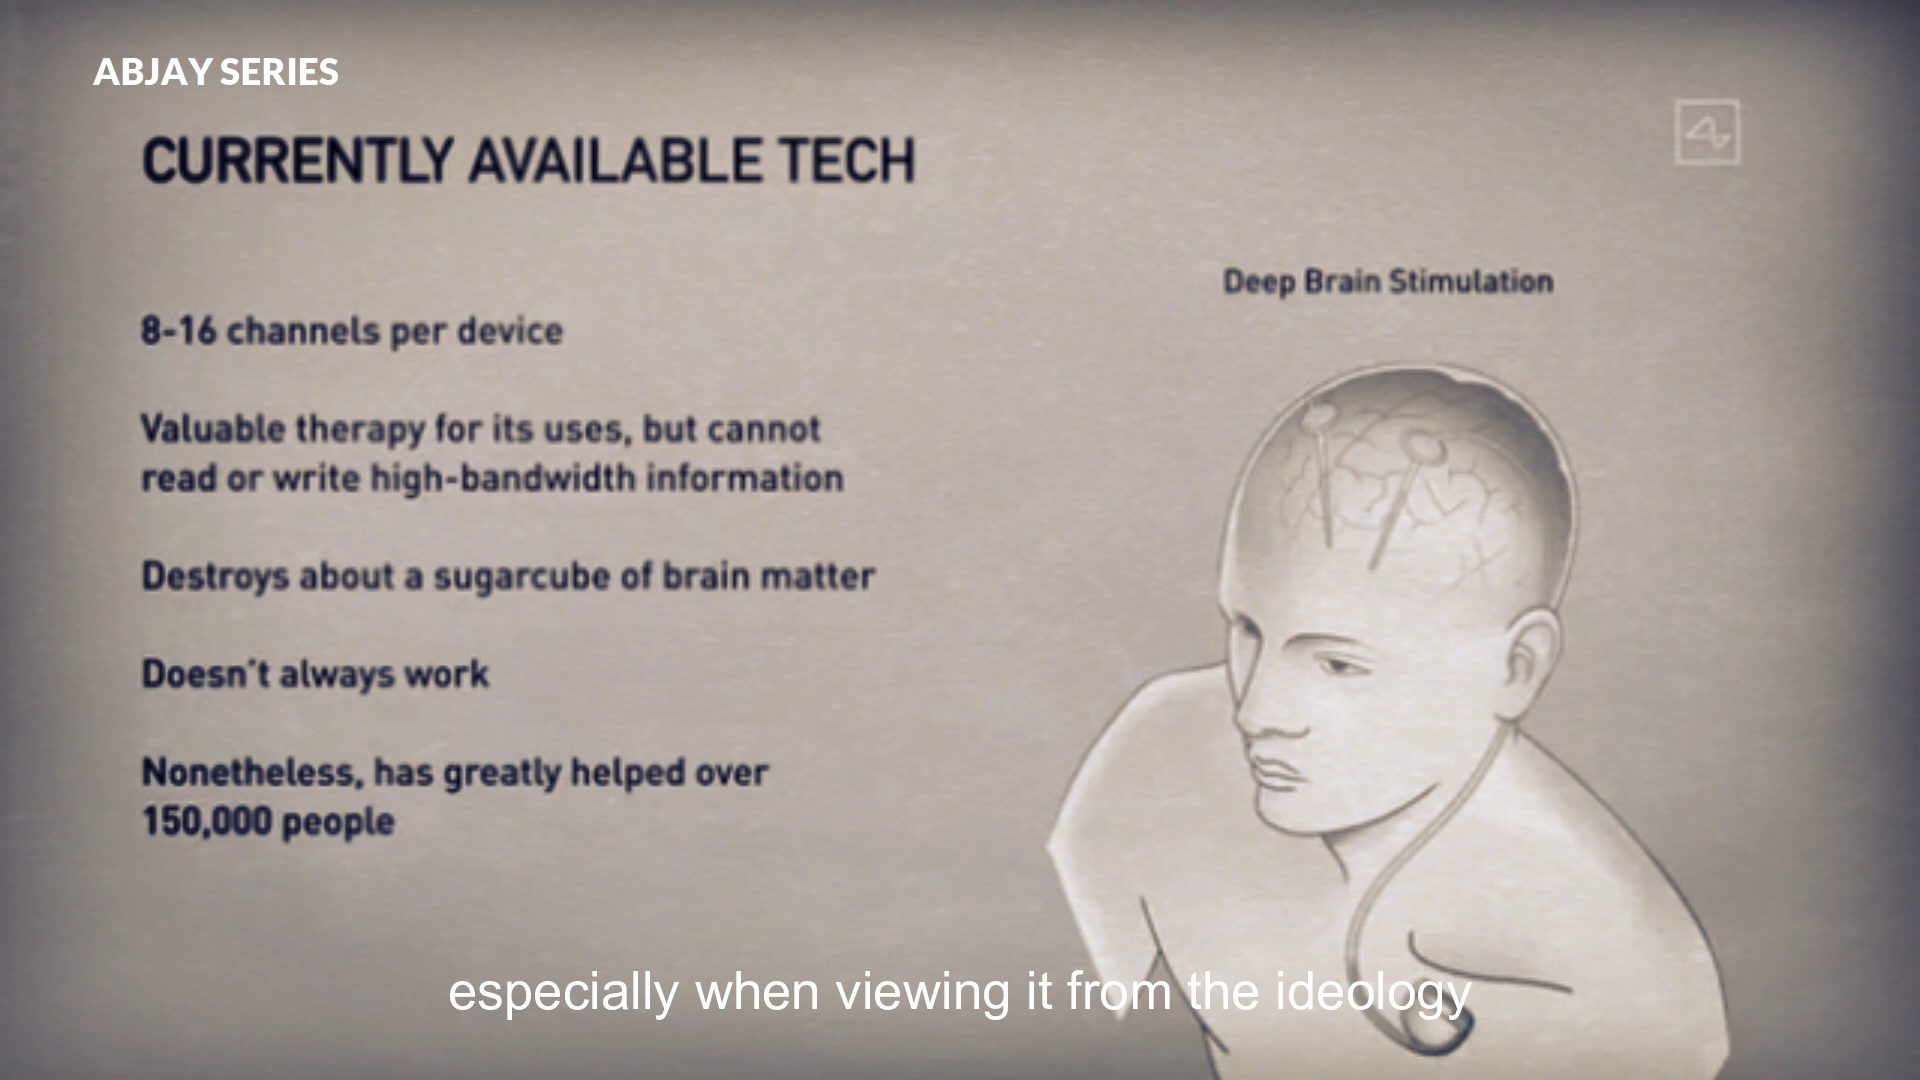 ABJAY SERIES
CURRENTLY AVAILABLE TECH
Deep Brain Stimulation
8-16 channels per device
Valuable therapy for its uses, but cannot
read or write high-bandwidth information
Destroys about a sugarcube of brain matter
Doesn't always work
Nonetheless, has greatly helped over
150,000 people
especially when viewing it from the ideology